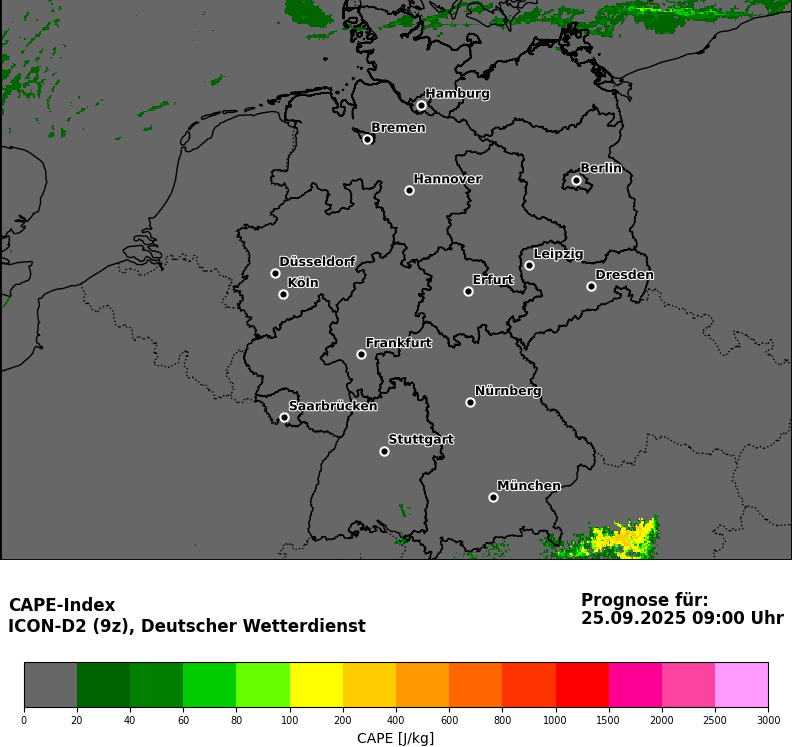 Hamburg
Bremen
Hannover
Berlin
Düsseldorf
Köln
Leipzig
Erfurt
Dresden
Frankfurt
Saarbrücken
Nürnberg
Stuttgart
München
CAPE-Index
ICON-D2 (9z), Deutscher Wetterdienst
Prognose für:
25.09.2025 09:00 Uhr
0 20 40 60 80 100 200 400 600 800 1000 1500 2000 2500 3000
CAPE [J/kg]